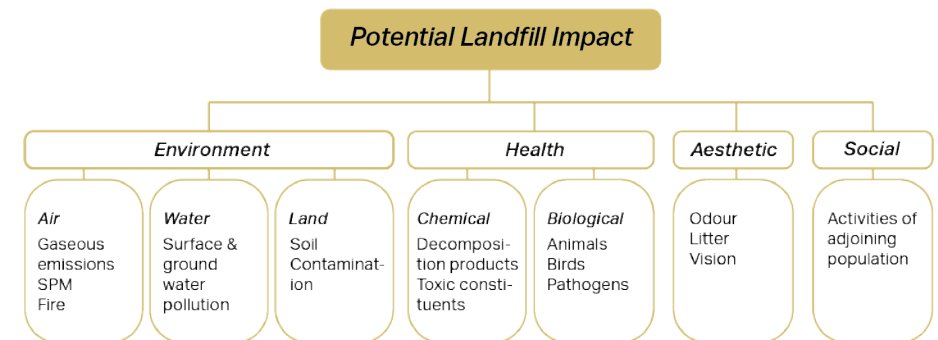 Potential Landfill Impact
Environment
Health
Aesthetic
Social
Air
Gaseous
emissions
SPM
Fire
Water
Surface &
ground
water
pollution
Land
Soil
Contaminat-
ion
Chemical
Decomposi-
tion products
Toxic consti-
tuents
Biological
Animals
Birds
Pathogens
Odour
Litter
Vision
Activities of
adjoining
population